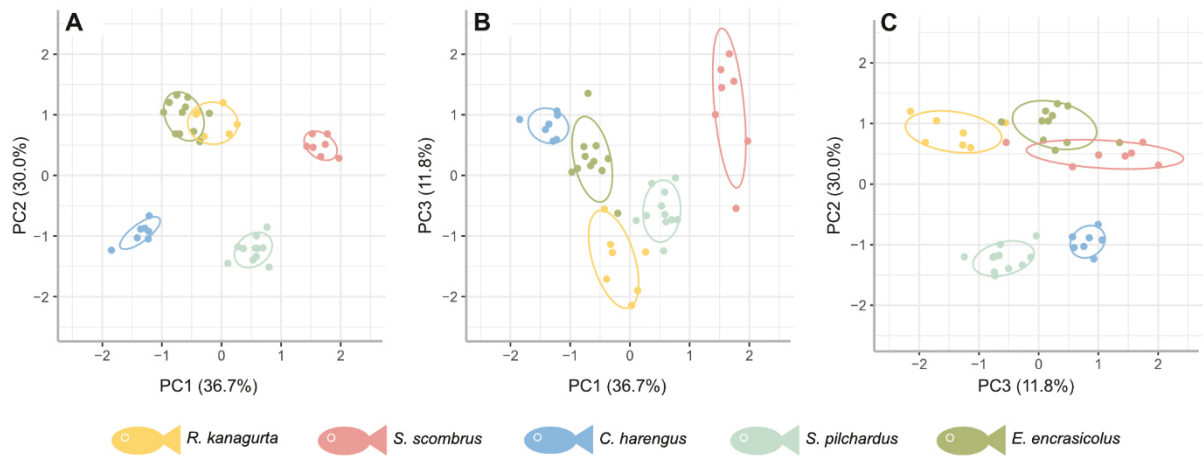 A
2
1
0
−1
−2
PC2 (30.0%)
−2
−1
0
1
2
PC1 (36.7%)
B
2
1
0
−1
−2
PC3 (11.8%)
−2
−1
0
1
2
PC1 (36.7%)
C
2
1
0
−1
−2
PC2 (30.0%)
−2
−1
0
1
2
PC3 (11.8%)
R. kanagurta
S. scombrus
C. harengus
S. pilchardus
E. encrasicolus